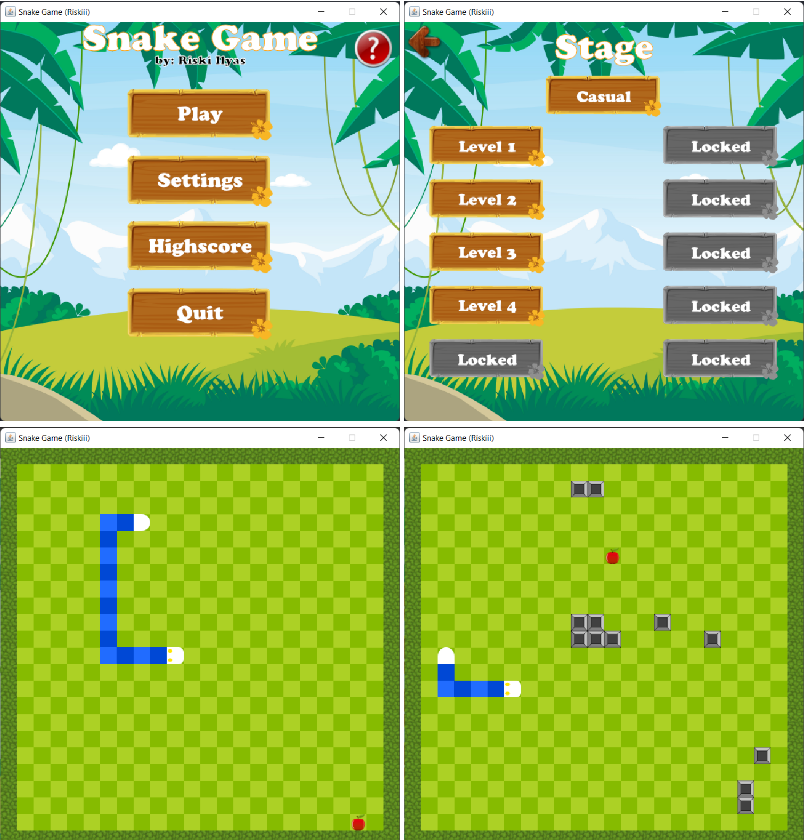 Snake Game (Riskiii)
Snake Game
by: Riski Ilyas
?
Play
Settings
Highscore
Quit
Snake Game (Riskiii)
Stage
Casual
Level 1
Locked
Level 2
Locked
Level 3
Locked
Level 4
Locked
Locked
Locked
Snake Game (Riskiii)
Snake Game (Riskiii)